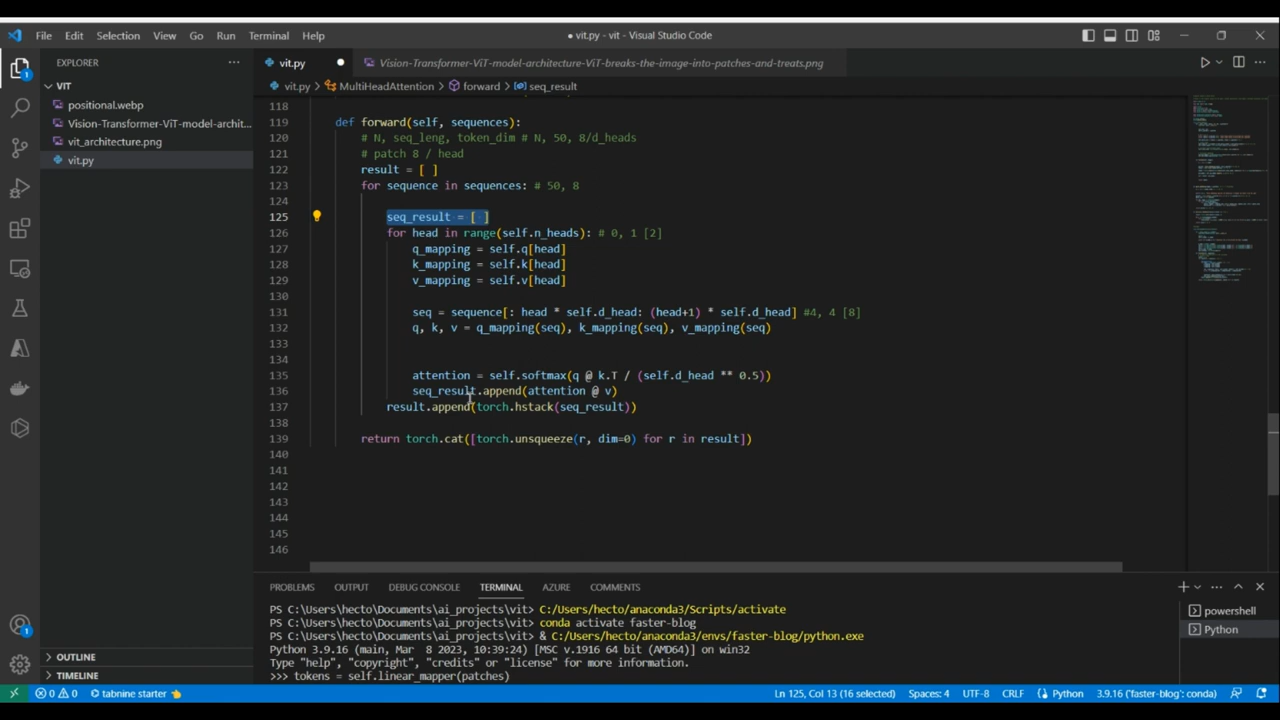 File Edit Selection View Go Run Terminal Help
● vit.py - vit - Visual Studio Code
EXPLORER
VIT
positional.webp
Vision-Transformer-ViT-model-archit...
vit_architecture.png
vit.py
vit.py
Vision-Transformer-ViT-model-architecture-ViT-breaks-the-image-into-patches-and-treats.png
vit.py > MultiHeadAttention > forward > seq_result
118
119 def forward(self, sequences):
120 # N, seq_len, token_dim # N, 50, 8/d_heads
121 # patch 8 / head
122 result = [ ]
123 for sequence in sequences: # 50, 8
124
125 seq_result = [ ]
126 for head in range(self.n_heads): # 0, 1 [2]
127 q_mapping = self.q[head]
128 k_mapping = self.k[head]
129 v_mapping = self.v[head]
130
131 seq = sequence[: head * self.d_head: (head+1) * self.d_head] #4, 4 [8]
132 q, k, v = q_mapping(seq), k_mapping(seq), v_mapping(seq)
133
134
135 attention = self.softmax(q @ k.T / (self.d_head ** 0.5))
136 seq_result.append(attention @ v)
137 result.append(torch.hstack(seq_result))
138
139 return torch.cat([torch.unsqueeze(r, dim=0) for r in result])
140
141
142
143
144
145
146
PROBLEMS OUTPUT DEBUG CONSOLE TERMINAL AZURE COMMENTS
PS C:\Users\hecto\Documents\ai_projects\vit> C:/Users/hecto/anaconda3/Scripts/activate
PS C:\Users\hecto\Documents\ai_projects\vit> conda activate faster-blog
PS C:\Users\hecto\Documents\ai_projects\vit> & C:/Users/hecto/anaconda3/envs/faster-blog/python.exe
Python 3.9.16 (main, Mar  8 2023, 10:39:24) [MSC v.1916 64 bit (AMD64)] on win32
Type "help", "copyright", "credits" or "license" for more information.
>>> tokens = self.linear_mapper(patches)
powershell
Python
OUTLINE
TIMELINE
0 0 tabnine starter Ln 125, Col 13 (16 selected) Spaces: 4 UTF-8 CRLF Python 3.9.16 ('faster-blog': conda)